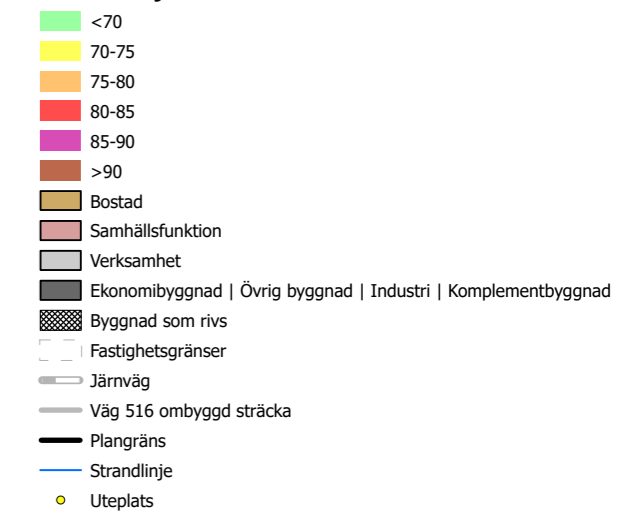 <70
70-75
75-80
80-85
85-90
>90
Bostad
Samhällsfunktion
Verksamhet
Ekonomibyggnad | Övrig byggnad | Industri | Komplementbyggnad
Byggnad som rivs
Fastighetsgränser
Järnväg
Väg 516 ombyggd sträcka
Plangräns
Strandlinje
Uteplats